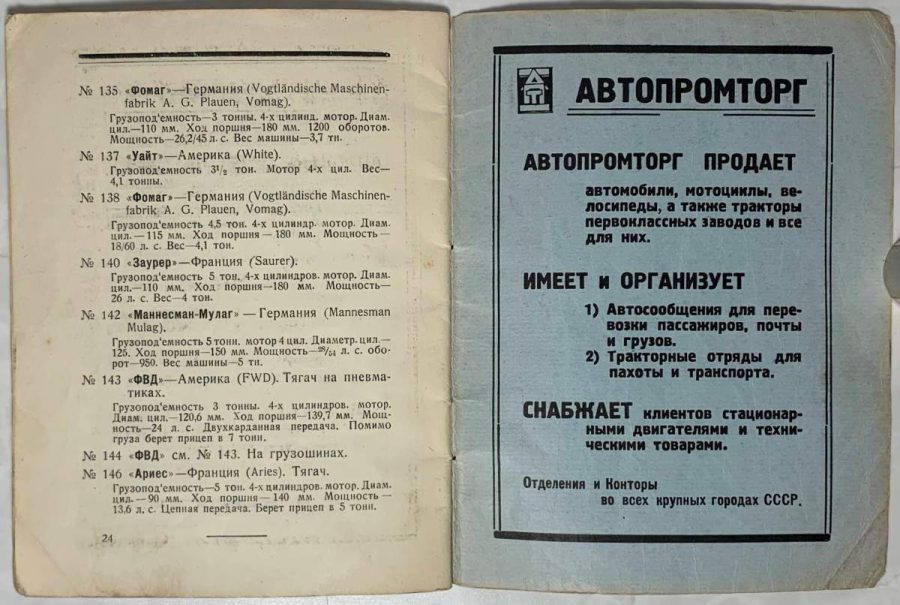 № 135 «Фомаг»—Германия (Vogtländische Maschinen-
fabrik A. G. Plauen, Vomag).
Грузопод'емность—3 тонны. 4-х цилинд. мотор. Диам.
цил.—110 мм. Ход поршня—180 мм. 1200 оборотов.
Мощность—26,2/45 л. с. Вес машины—3,7 тн.
№ 137 «Уайт»—Америка (White).
Грузопод'емность 3½ тон. Мотор 4-х цил. Вес—
4,1 тонны.
№ 138 «Фомаг»—Германия (Vogtländische Maschinen-
fabrik A. G. Plauen, Vomag).
Грузопод'емность 4,5 тон. 4-х цилиндр. мотор. Диам.
цил.—115 мм. Ход поршня—180 мм. Мощность—
18/60 л. с. Вес—4,1 тон.
№ 140 «Заурер»—Франция (Saurer).
Грузопод'емность 5 тон. 4-х цилиндров. мотор. Диам.
цил.—110 мм. Ход поршня—180 мм. Мощность—
26 л. с. Вес—4 тон.
№ 142 «Маннесман-Мулаг»—Германия (Mannesman
Mulag).
Грузопод'емность 5 тонн. мотор 4 цил. Диаметр. цил.—
125. Ход поршня—150 мм. Мощность—28/54 л. с. обо-
рот—950. Вес машины—5 тн.
№ 143 «ФВД»—Америка (FWD). Тягач на пневма-
тиках.
Грузопод'емность 3 тонны. 4-х цилиндров. мотор.
Диам. цил.—120,6 мм. Ход поршня—139,7 мм. Мощ-
ность—24 л. с. Двухкарданная передача. Помимо
груза берет прицеп в 7 тонн.
№ 144 «ФВД» см. № 143. На грузошинах.
№ 146 «Ариес»—Франция (Aries). Тягач.
Грузопод'емность—5 тон. 4-х цилиндров. мотор. Диам.
цил.—90 мм. Ход поршня—140 мм. Мощность—
13,6 л. с. Цепная передача. Берет прицеп в 5 тонн.
24
АПТ
АВТОПРОМТОРГ
АВТОПРОМТОРГ ПРОДАЕТ
автомобили, мотоциклы, ве-
лосипеды, а также тракторы
первоклассных заводов и все
для них.
ИМЕЕТ и ОРГАНИЗУЕТ
1) Автосообщения для пере-
возки пассажиров, почты
и грузов.
2) Тракторные отряды для
пахоты и транспорта.
СНАБЖАЕТ клиентов стационар-
ными двигателями и техни-
ческими товарами.
Отделения и Конторы
во всех крупных городах СССР.